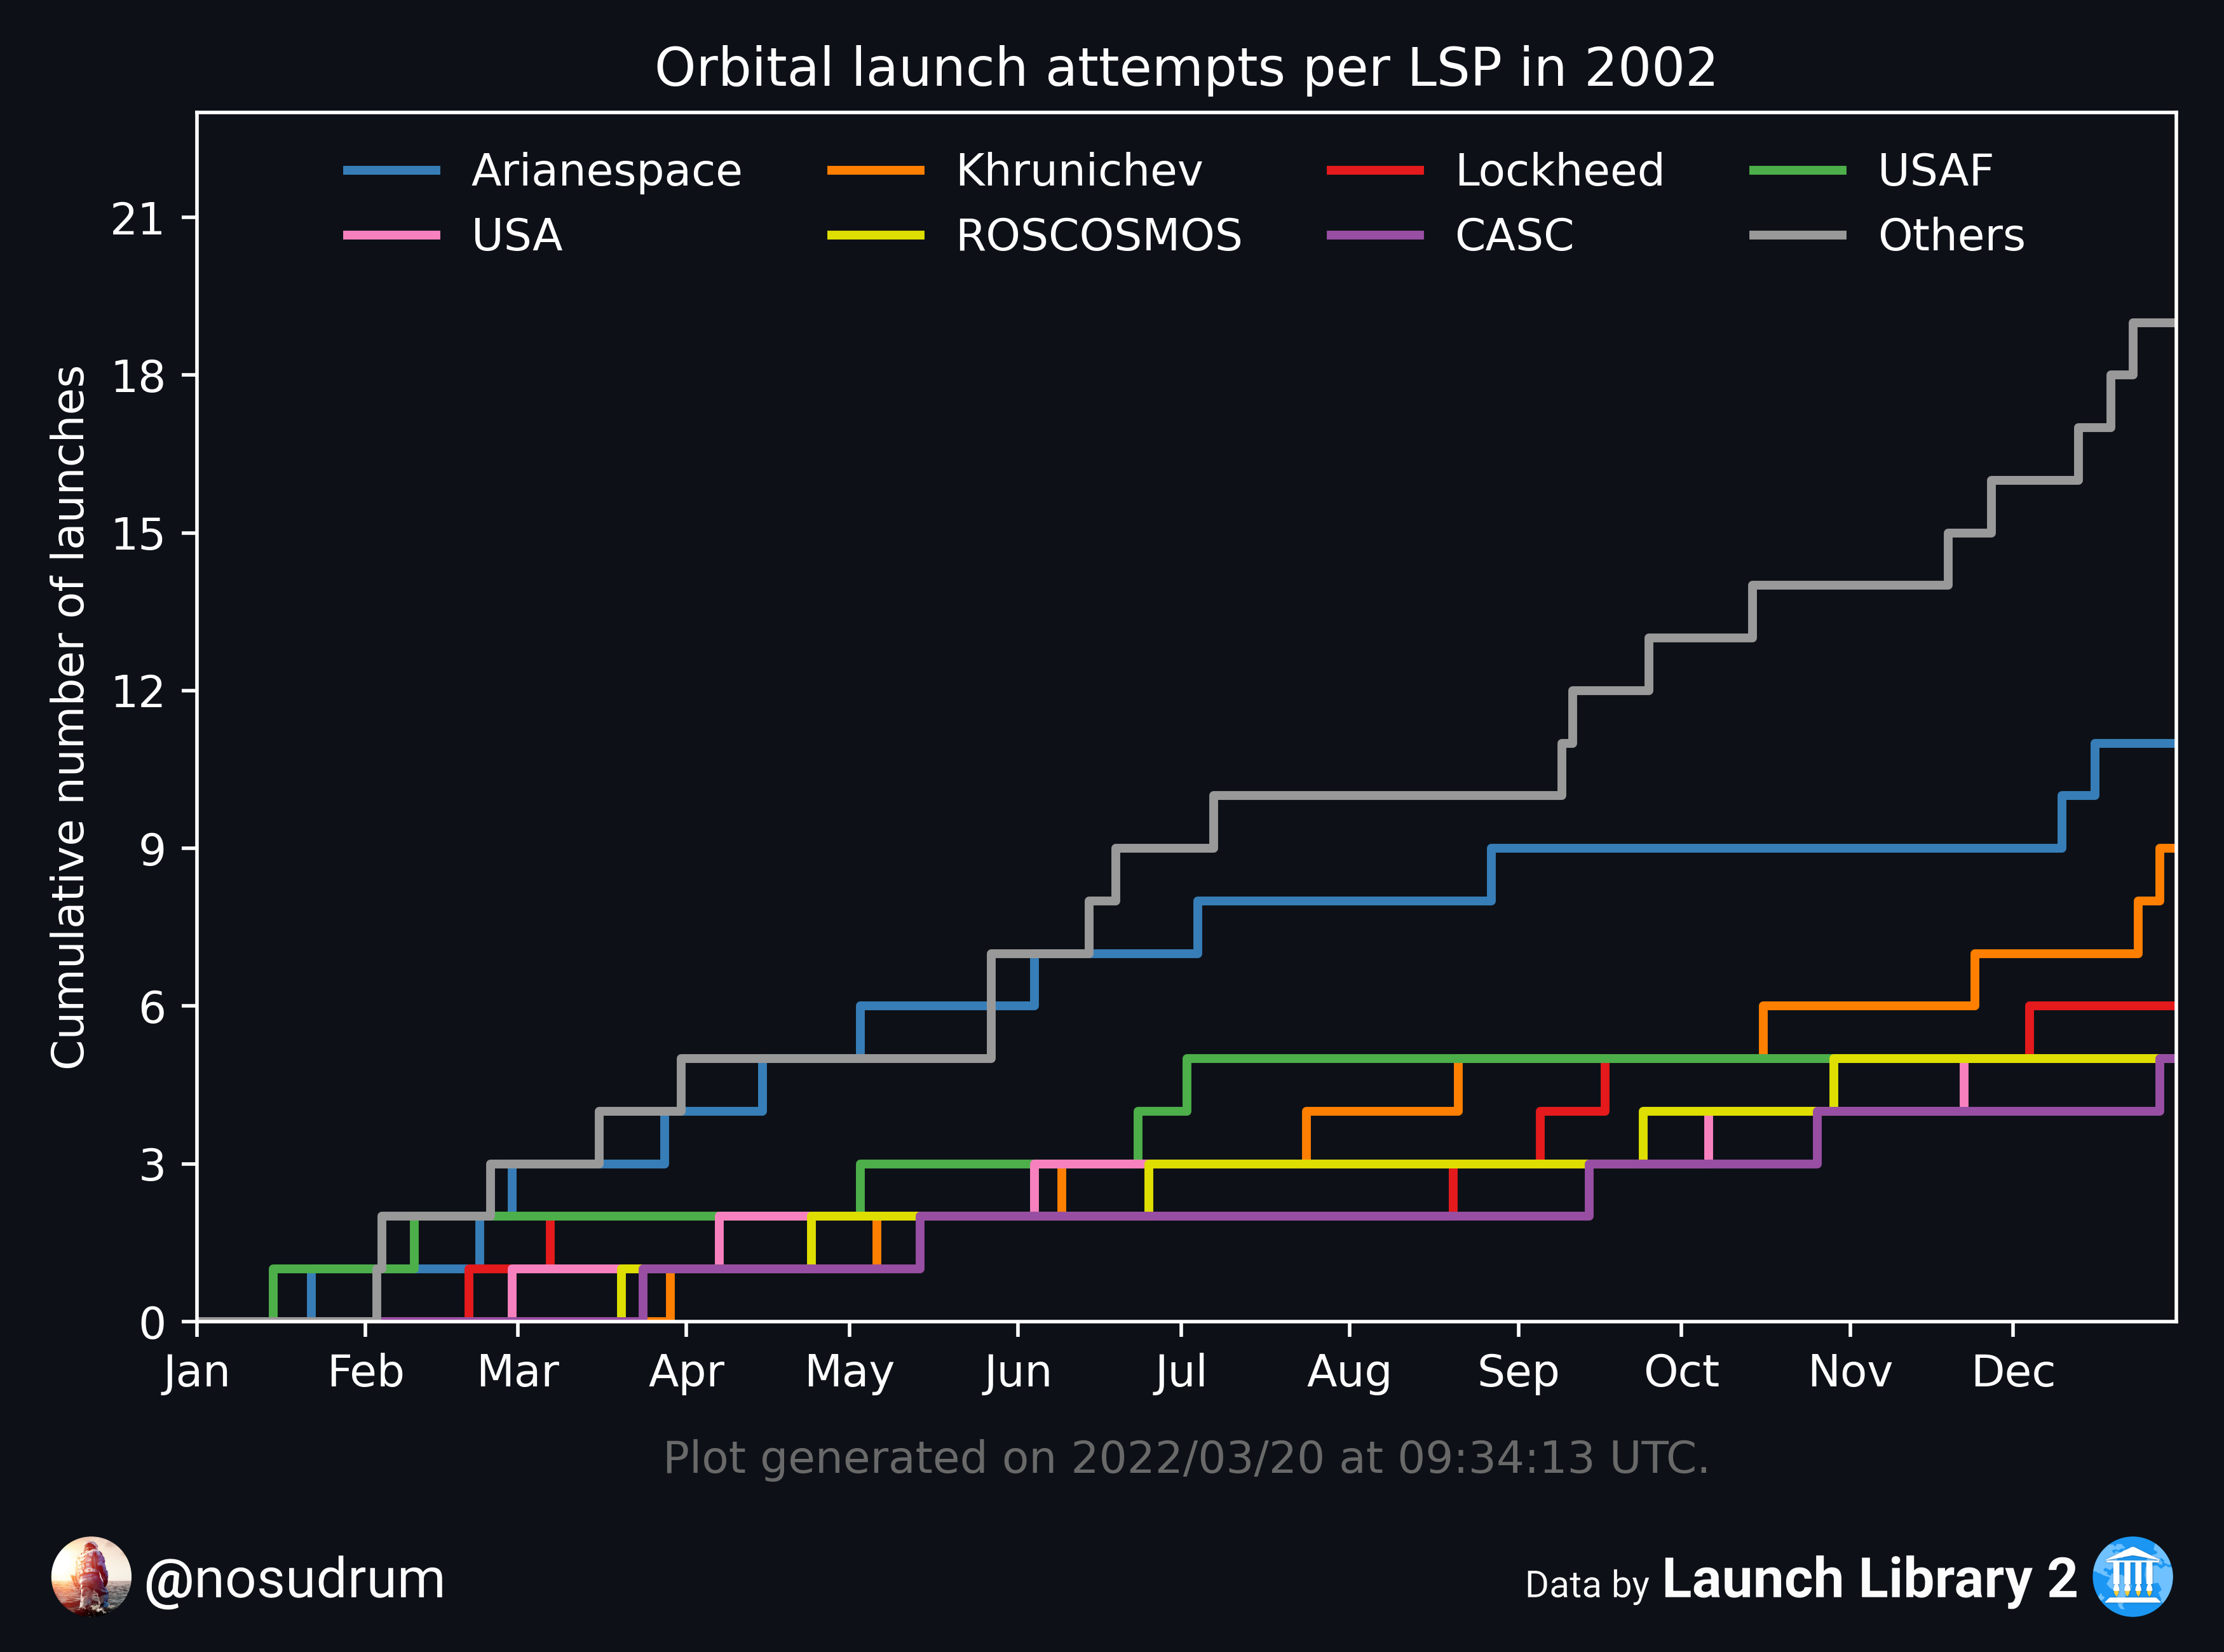 Orbital launch attempts per LSP in 2002
Arianespace Khrunichev Lockheed USAF
USA ROSCOSMOS CASC Others
Cumulative number of launches
21
18
15
12
9
6
3
0
Jan Feb Mar Apr May Jun Jul Aug Sep Oct Nov Dec
Plot generated on 2022/03/20 at 09:34:13 UTC.
@nosudrum
Data by Launch Library 2